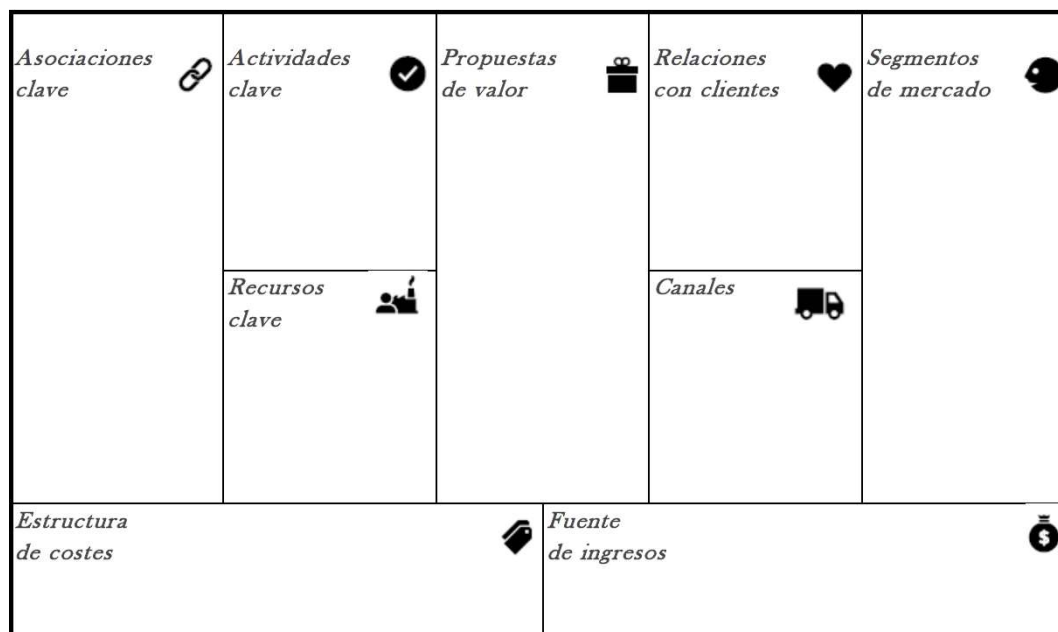 Asociaciones
clave
Actividades
clave
Propuestas
de valor
Relaciones
con clientes
Segmentos
de mercado
Recursos
clave
Canales
Estructura
de costes
Fuente
de ingresos
$